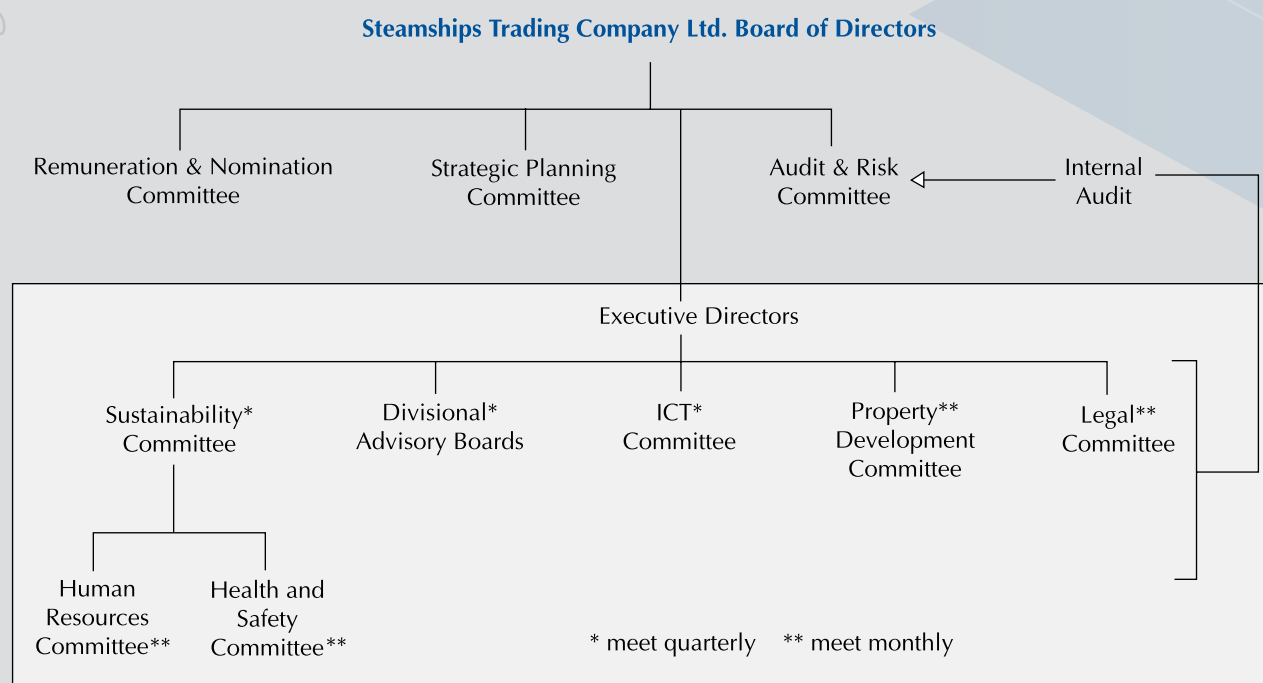 Steamships Trading Company Ltd. Board of Directors
Remuneration & Nomination
Committee
Strategic Planning
Committee
Audit & Risk
Committee
Internal
Audit
Executive Directors
Sustainability*
Committee
Divisional*
Advisory Boards
ICT*
Committee
Property**
Development
Committee
Legal**
Committee
Human
Resources
Committee**
Health and
Safety
Committee**
* meet quarterly ** meet monthly